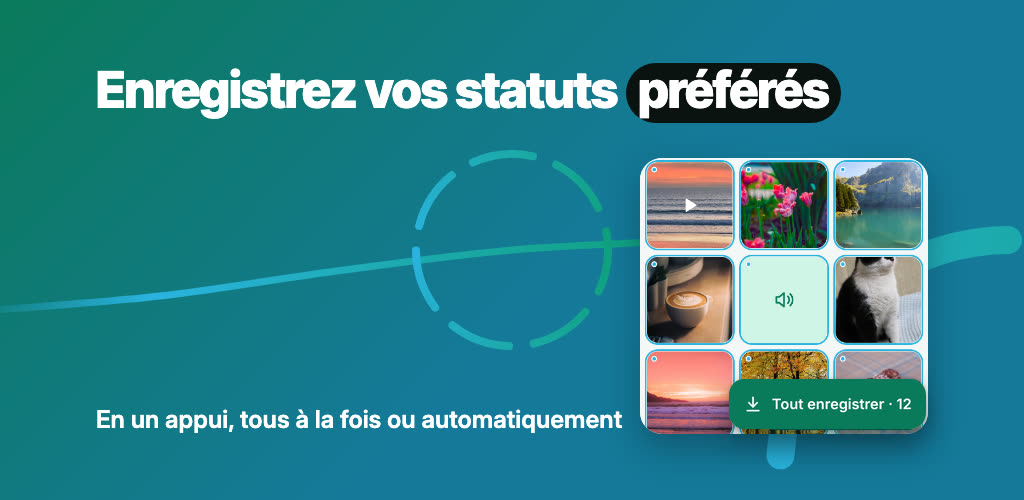 Enregistrez vos statuts préférés
En un appui, tous à la fois ou automatiquement
Tout enregistrer · 12